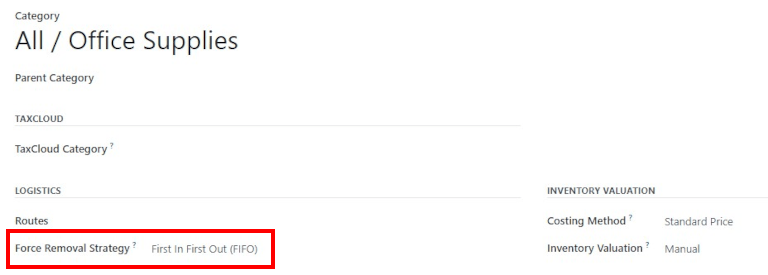 Category
All / Office Supplies
Parent Category
TAXCLOUD
TaxCloud Category ?
LOGISTICS
Routes
Force Removal Strategy ? First In First Out (FIFO)
INVENTORY VALUATION
Costing Method ? Standard Price
Inventory Valuation ? Manual